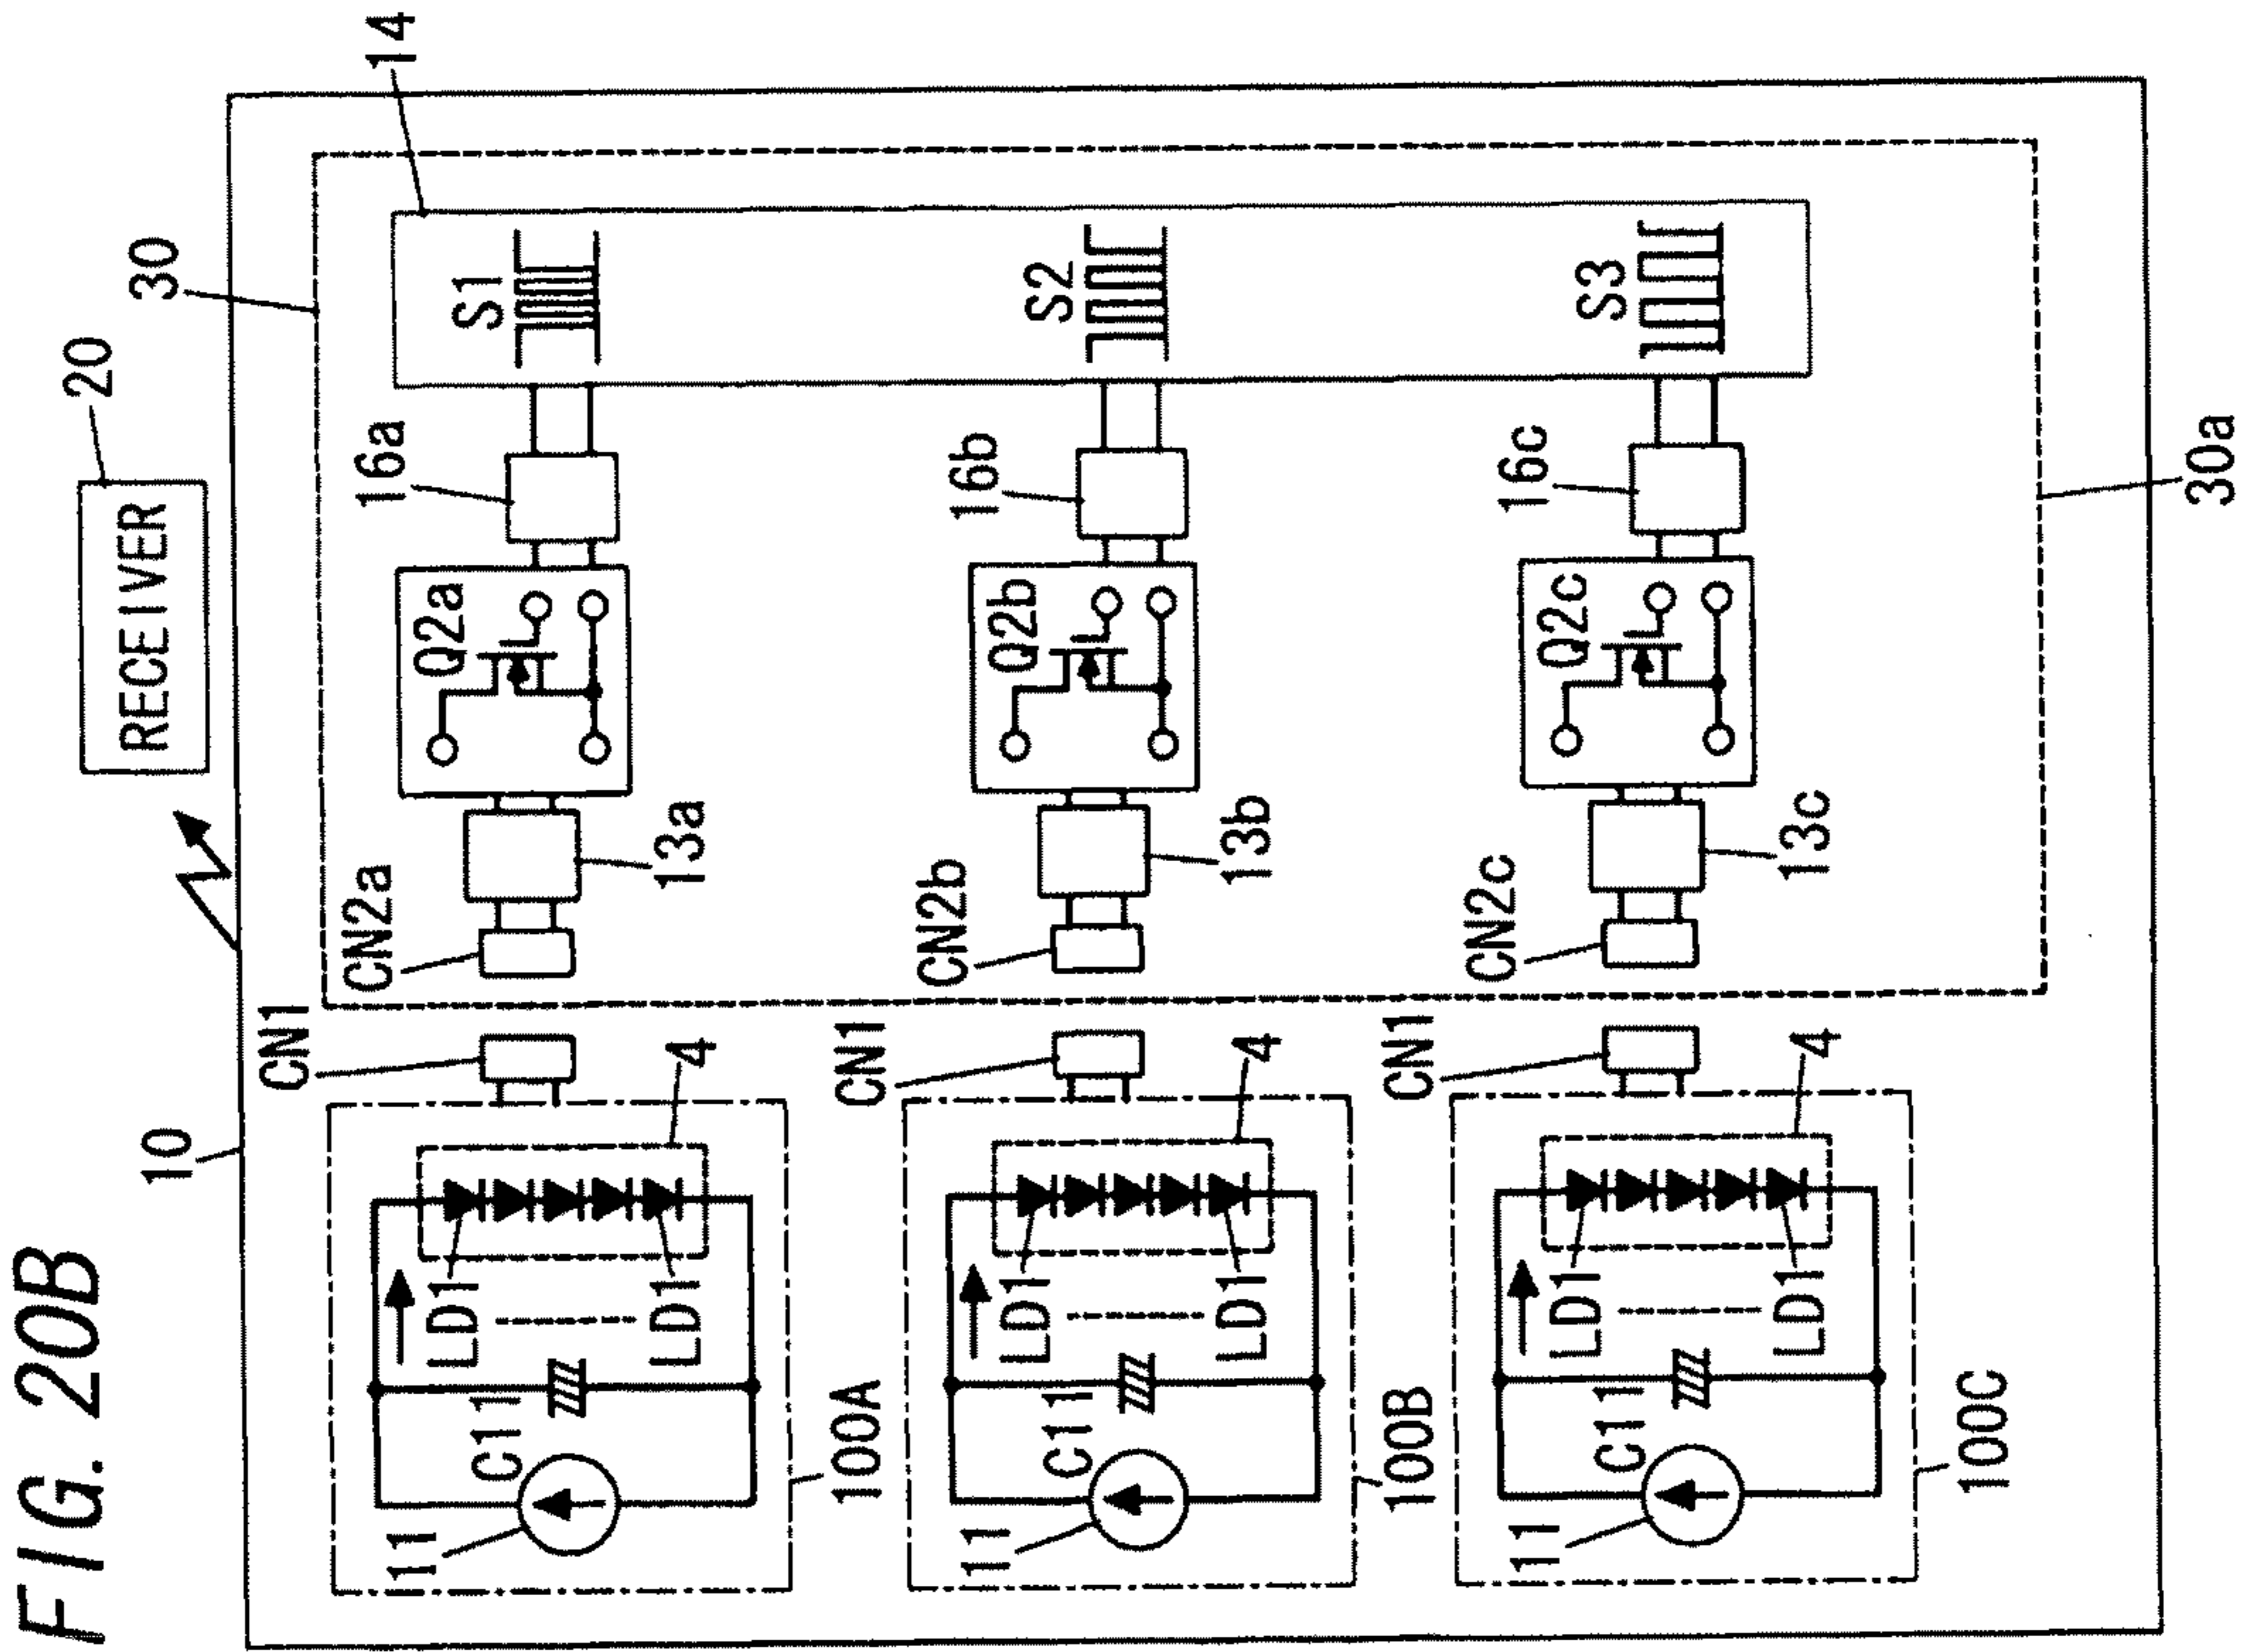 FIG. 20B
10
RECEIVER
20
30
14
11
C11
LD1
LD1
4
CN1
CN2a
13a
Q2a
16a
S1
100A
11
C11
LD1
LD1
4
CN1
CN2b
13b
Q2b
16b
S2
100B
11
C11
LD1
LD1
4
CN1
CN2c
13c
Q2c
16c
S3
100C
30a